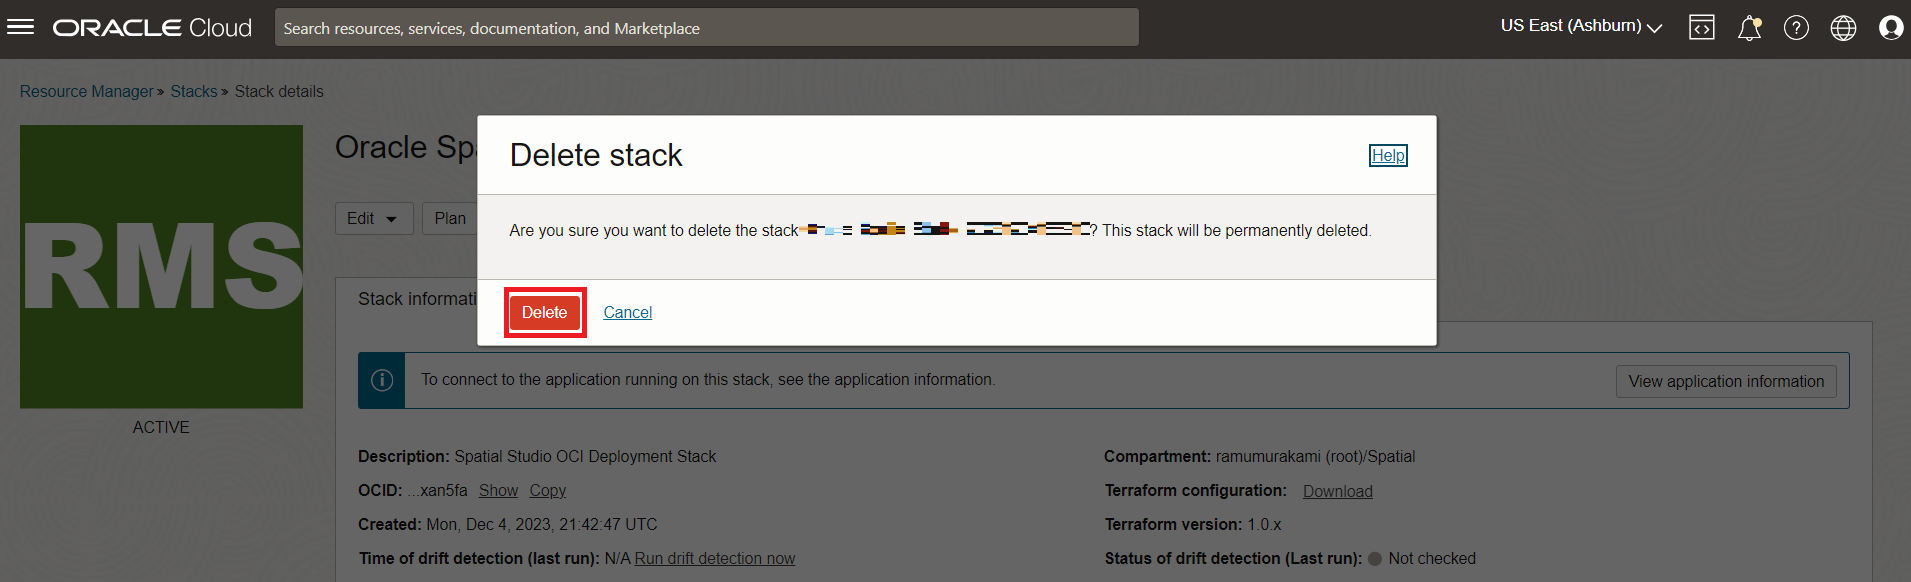 ORACLE Cloud
Search resources, services, documentation, and Marketplace
US East (Ashburn)
Resource Manager » Stacks » Stack details
RMS
ACTIVE
Oracle Sp
Edit
Plan
Delete stack
Help
Are you sure you want to delete the stack ? This stack will be permanently deleted.
Delete
Cancel
Stack informati
To connect to the application running on this stack, see the application information.
View application information
Description: Spatial Studio OCI Deployment Stack
OCID: ...xan5fa Show Copy
Created: Mon, Dec 4, 2023, 21:42:47 UTC
Time of drift detection (last run): N/A Run drift detection now
Compartment: ramumurakami (root)/Spatial
Terraform configuration: Download
Terraform version: 1.0.x
Status of drift detection (Last run): Not checked